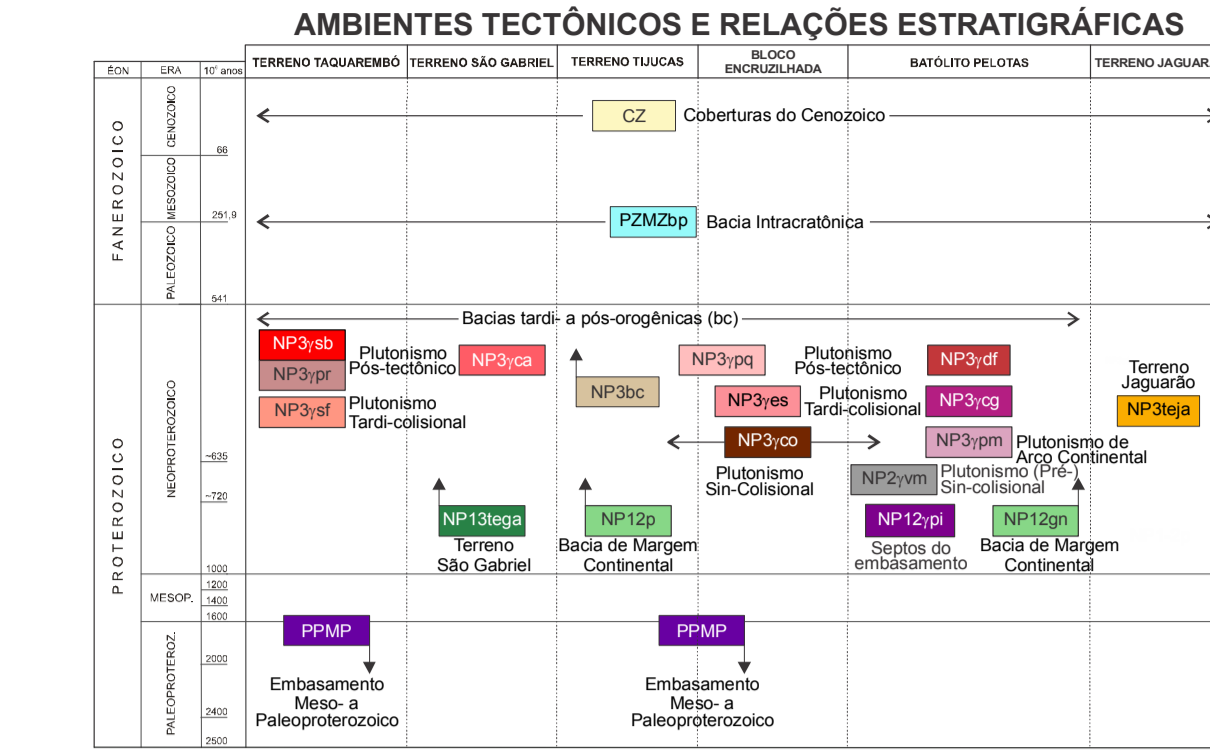 AMBIENTES TECTÔNICOS E RELAÇÕES ESTRATIGRÁFICAS
ÉON
ERA
10⁶ anos
TERRENO TAQUAREMBÓ
TERRENO SÃO GABRIEL
TERRENO TIJUCAS
BLOCO
ENCRUZILHADA
BATÓLITO PELOTAS
TERRENO JAGUAR
FANEROZOICO
CENOZOICO
66
CZ
Coberturas do Cenozoico
MESOZOICO
251,9
PZMZbp
Bacia Intracratônica
PALEOZOICO
541
PROTEROZOICO
NEOPROTEROZOICO
Bacias tardi- a pós-orogênicas (bc)
NP3γsb
NP3γpr
Plutonismo
Pós-tectônico
NP3γsf
Plutonismo
Tardi-colisional
NP3γca
NP3bc
NP3γpq
Plutonismo
Pós-tectônico
NP3γes
Plutonismo
Tardi-colisional
NP3γco
Plutonismo
Sin-Colisional
NP3γdf
NP3γcg
NP3γpm
Plutonismo de
Arco Continental
Terreno
Jaguarão
NP3teja
~635
NP2γvm
Plutonismo (Pré-)
Sin-colisional
~720
NP13tega
Terreno
São Gabriel
NP12p
Bacia de Margem
Continental
NP12γpi
Septos do
embasamento
NP12gn
Bacia de Margem
Continental
1000
MESOP.
1200
1400
1600
PALEOPROTEROZ.
PPMP
Embasamento
Meso- a
Paleoproterozoico
PPMP
Embasamento
Meso- a
Paleoproterozoico
2000
2400
2500